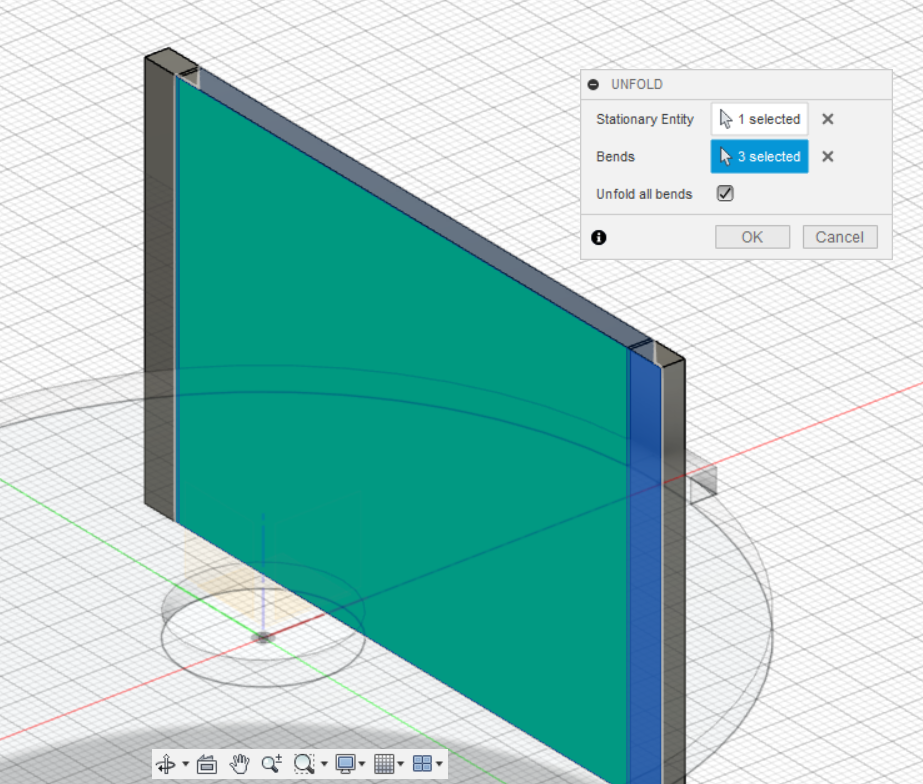 UNFOLD
Stationary Entity 1 selected
Bends 3 selected
Unfold all bends
OK Cancel